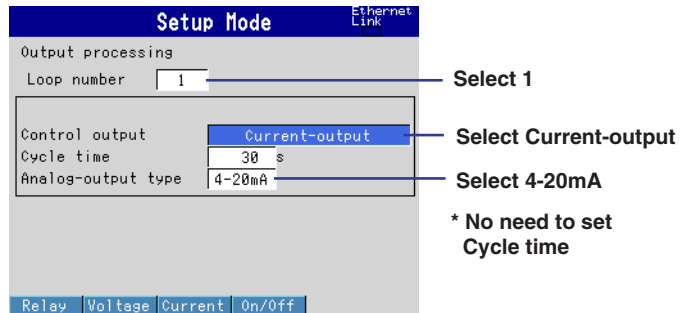 Setup Mode
Ethernet
Link
Output processing
Loop number 1
Select 1
Control output Current-output
Select Current-output
Cycle time 30 s
Analog-output type 4-20mA
Select 4-20mA
* No need to set
Cycle time
Relay Voltage Current On/Off